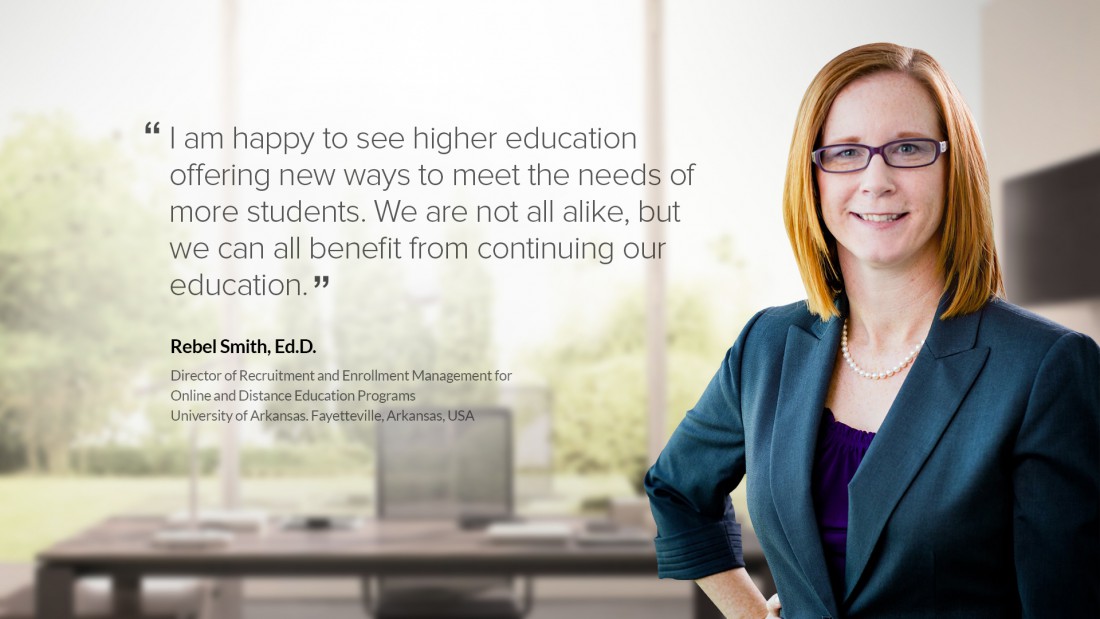 “ I am happy to see higher education
offering new ways to meet the needs of
more students. We are not all alike, but
we can all benefit from continuing our
education. ”
Rebel Smith, Ed.D.
Director of Recruitment and Enrollment Management for
Online and Distance Education Programs
University of Arkansas. Fayetteville, Arkansas, USA